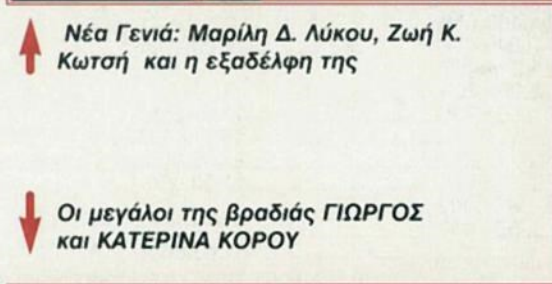 Νέα Γενιά: Μαρίλη Δ. Λύκου, Ζωή Κ.
Κωτσή και η εξαδέλφη της
Οι μεγάλοι της βραδιάς ΓΙΩΡΓΟΣ
και ΚΑΤΕΡΙΝΑ ΚΟΡΟΥ